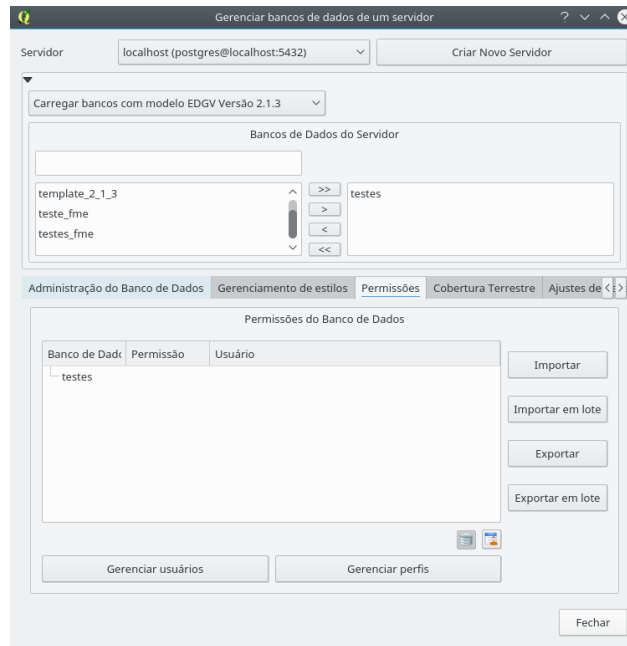 Gerenciar bancos de dados de um servidor
Servidor localhost (postgres@localhost:5432) Criar Novo Servidor
Carregar bancos com modelo EDGV Versão 2.1.3
Bancos de Dados do Servidor
template_2_1_3
teste_fme
testes_fme
>>
>
<
<<
testes
Administração do Banco de Dados Gerenciamento de estilos Permissões Cobertura Terrestre Ajustes de
Permissões do Banco de Dados
Banco de Dadc Permissão Usuário
testes
Importar
Importar em lote
Exportar
Exportar em lote
Gerenciar usuários Gerenciar perfis
Fechar